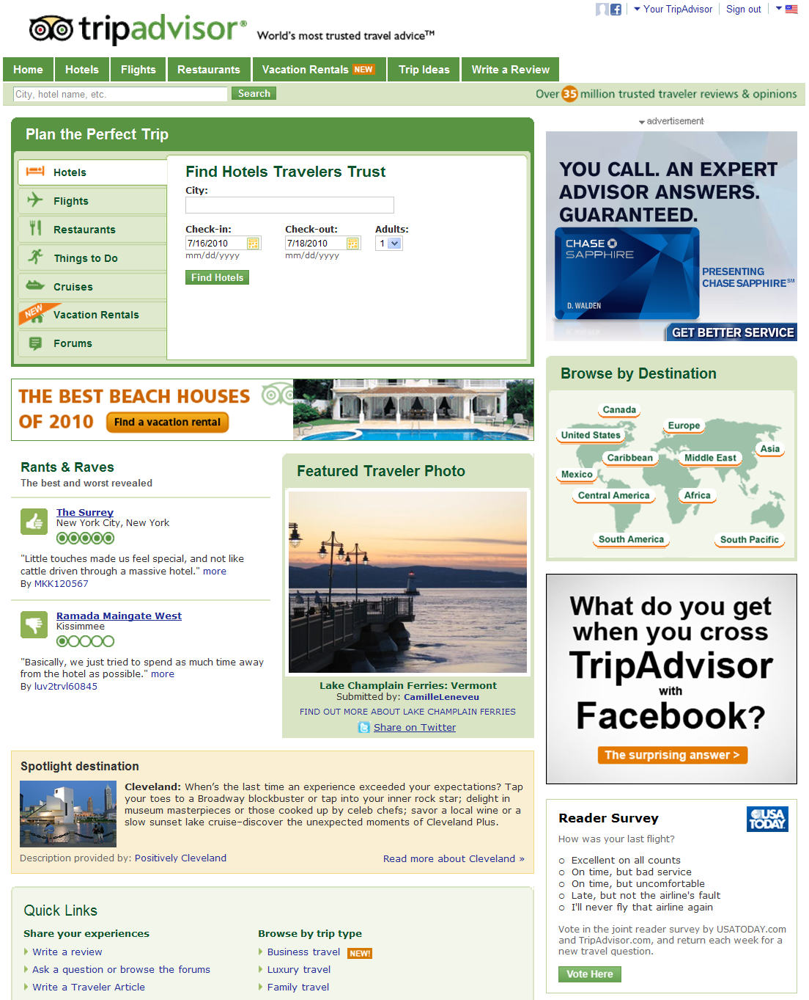 Your TripAdvisor
Sign out
tripadvisor®
World's most trusted travel advice™
Home
Hotels
Flights
Restaurants
Vacation Rentals NEW
Trip Ideas
Write a Review
City, hotel name, etc.
Search
Over 35 million trusted traveler reviews & opinions
Plan the Perfect Trip
Hotels
Flights
Restaurants
Things to Do
Cruises
NEW
Vacation Rentals
Forums
Find Hotels Travelers Trust
City:
Check-in:
7/16/2010
mm/dd/yyyy
Check-out:
7/18/2010
mm/dd/yyyy
Adults:
1
Find Hotels
advertisement
YOU CALL. AN EXPERT
ADVISOR ANSWERS.
GUARANTEED.
CHASE
SAPPHIRE
D. WALDEN
PRESENTING
CHASE SAPPHIRE℠
GET BETTER SERVICE
THE BEST BEACH HOUSES
OF 2010
Find a vacation rental
Browse by Destination
Canada
United States
Europe
Asia
Caribbean
Middle East
Mexico
Central America
Africa
South America
South Pacific
Rants & Raves
The best and worst revealed
The Surrey
New York City, New York
"Little touches made us feel special, and not like
cattle driven through a massive hotel." more
By MKK120567
Ramada Maingate West
Kissimmee
"Basically, we just tried to spend as much time away
from the hotel as possible." more
By luv2trvl60845
Featured Traveler Photo
Lake Champlain Ferries: Vermont
Submitted by: CamilleLeneveu
FIND OUT MORE ABOUT LAKE CHAMPLAIN FERRIES
Share on Twitter
What do you get
when you cross
TripAdvisor
with
Facebook?
The surprising answer >
Spotlight destination
Cleveland: When's the last time an experience exceeded your expectations? Tap
your toes to a Broadway blockbuster or tap into your inner rock star; delight in
museum masterpieces or those cooked up by celeb chefs; savor a local wine or a
slow sunset lake cruise–discover the unexpected moments of Cleveland Plus.
Description provided by: Positively Cleveland
Read more about Cleveland »
Reader Survey
USA
TODAY
How was your last flight?
Excellent on all counts
On time, but bad service
On time, but uncomfortable
Late, but not the airline's fault
I'll never fly that airline again
Vote in the joint reader survey by USATODAY.com
and TripAdvisor.com, and return each week for a
new travel question.
Vote Here
Quick Links
Share your experiences
Write a review
Ask a question or browse the forums
Write a Traveler Article
Browse by trip type
Business travel NEW!
Luxury travel
Family travel